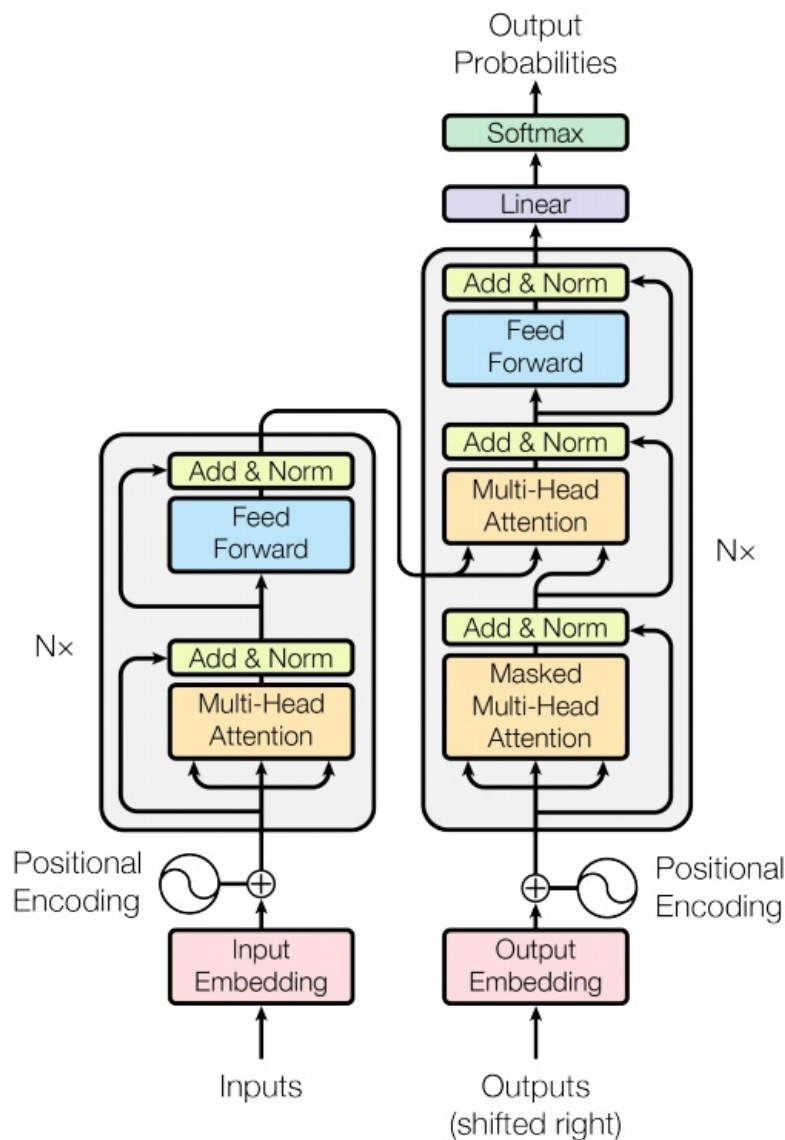 Output
Probabilities
Softmax
Linear
Add & Norm
Feed
Forward
Add & Norm
Multi-Head
Attention
Nx
Add & Norm
Masked
Multi-Head
Attention
Add & Norm
Feed
Forward
Nx
Add & Norm
Multi-Head
Attention
Positional
Encoding
Positional
Encoding
Input
Embedding
Output
Embedding
Inputs
Outputs
(shifted right)